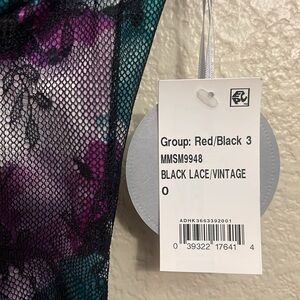 Group: Red/Black 3
MMSM9948
BLACK LACE/VINTAGE
O
ADHK3663392001
0 39322 17641 4